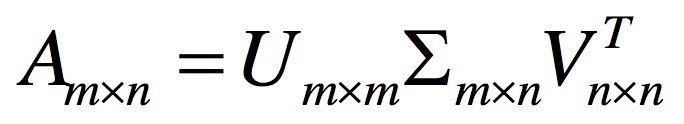 A_{m×n} = U_{m×m} Σ_{m×n} V^T_{n×n}